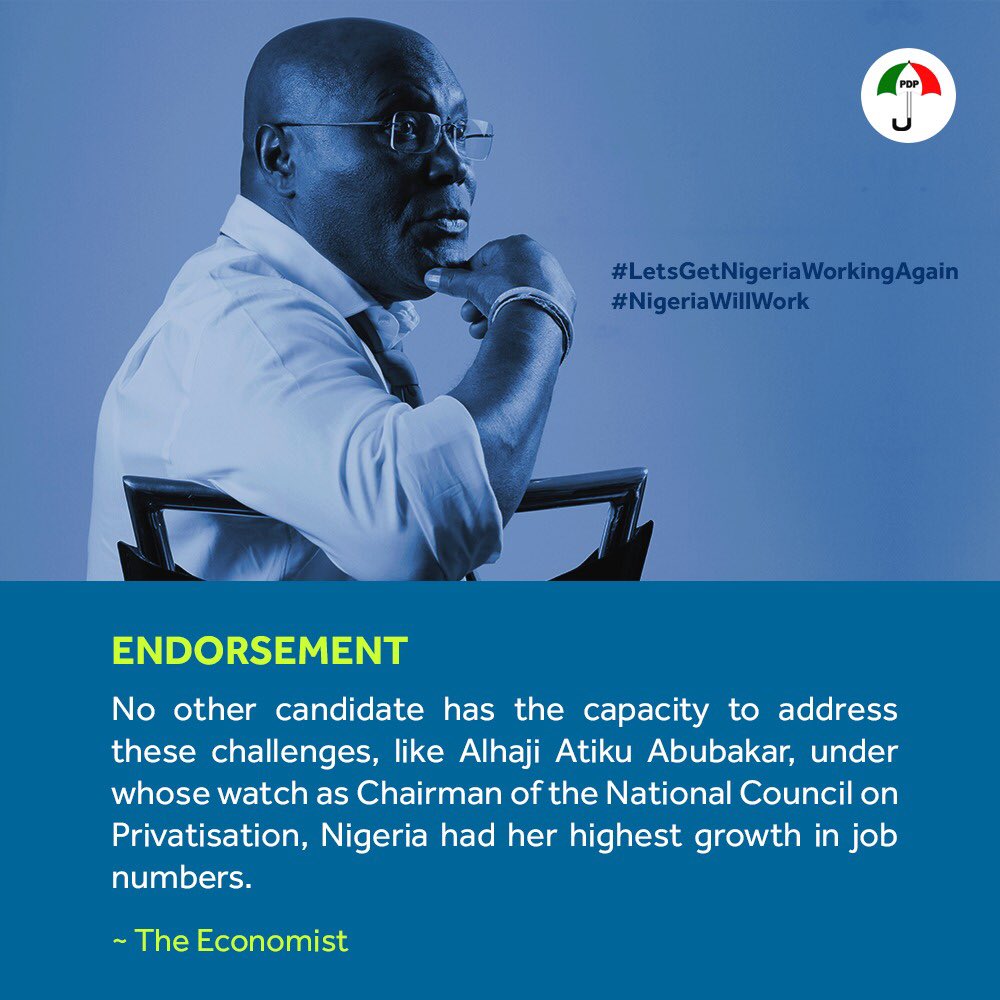 PDP
#LetsGetNigeriaWorkingAgain
#NigeriaWillWork
ENDORSEMENT
No other candidate has the capacity to address
these challenges, like Alhaji Atiku Abubakar, under
whose watch as Chairman of the National Council on
Privatisation, Nigeria had her highest growth in job
numbers.
~ The Economist